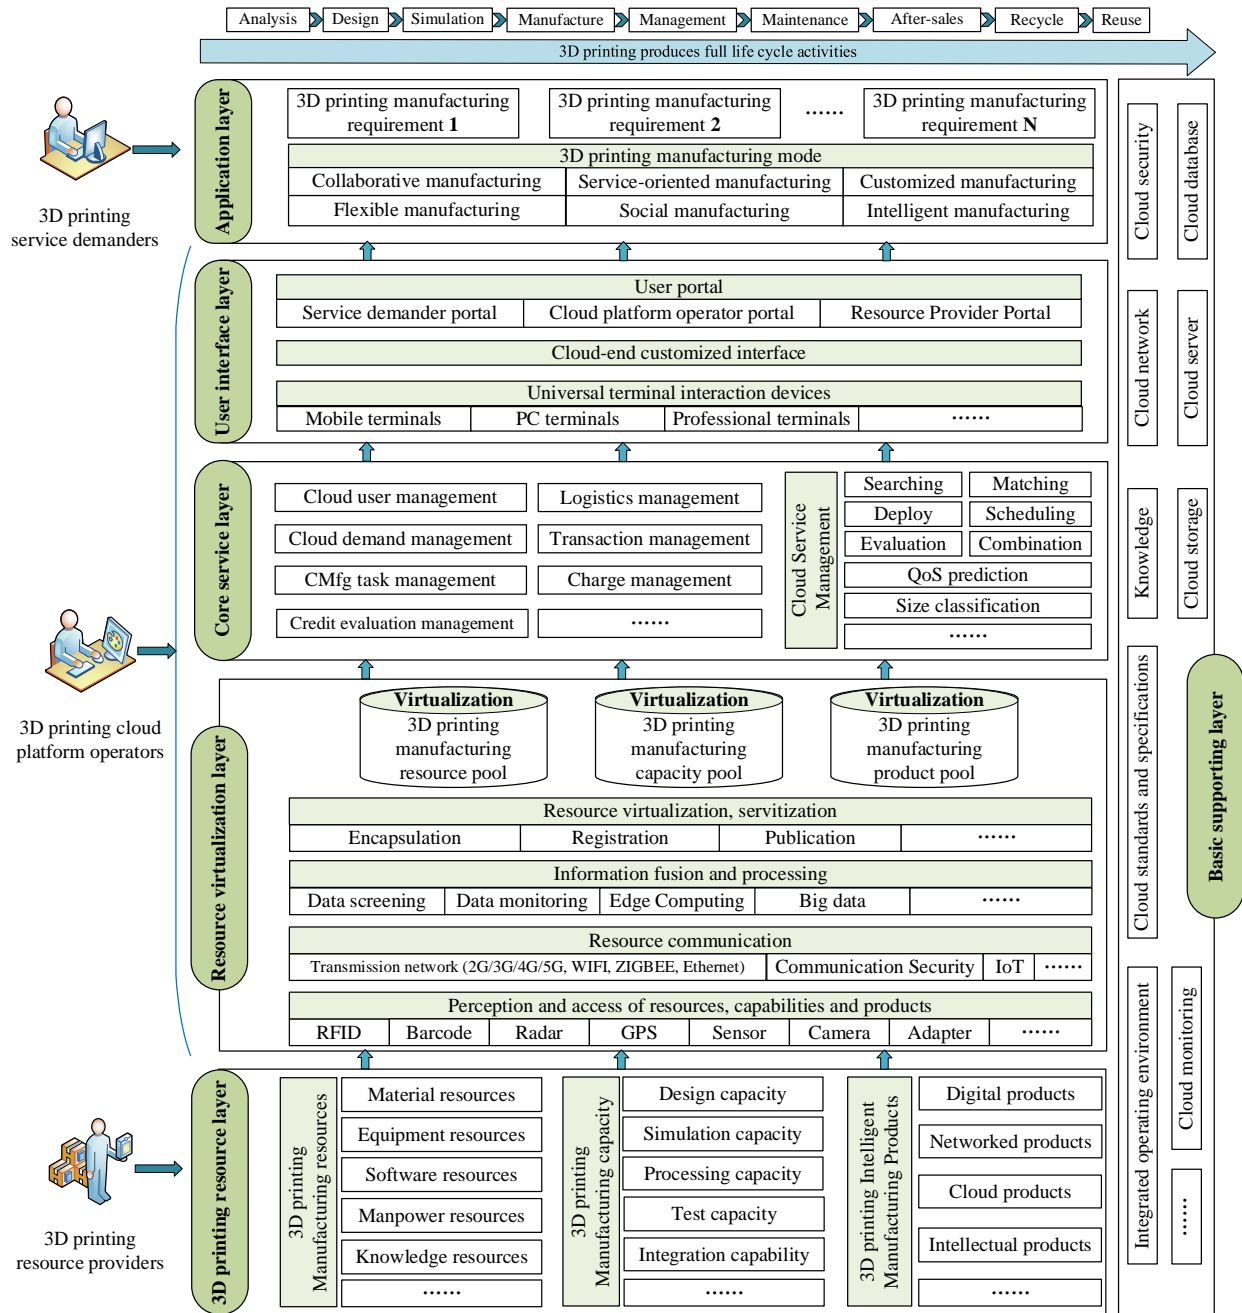 Analysis
Design
Simulation
Manufacture
Management
Maintenance
After-sales
Recycle
Reuse
3D printing produces full life cycle activities
3D printing
service demanders
Application layer
3D printing manufacturing
requirement 1
3D printing manufacturing
requirement 2
......
3D printing manufacturing
requirement N
3D printing manufacturing mode
Collaborative manufacturing
Service-oriented manufacturing
Customized manufacturing
Flexible manufacturing
Social manufacturing
Intelligent manufacturing
User interface layer
User portal
Service demander portal
Cloud platform operator portal
Resource Provider Portal
Cloud-end customized interface
Universal terminal interaction devices
Mobile terminals
PC terminals
Professional terminals
......
3D printing cloud
platform operators
Core service layer
Cloud user management
Logistics management
Cloud demand management
Transaction management
CMfg task management
Charge management
Credit evaluation management
......
Cloud Service
Management
Searching
Matching
Deploy
Scheduling
Evaluation
Combination
QoS prediction
Size classification
......
Resource virtualization layer
Virtualization
3D printing
manufacturing
resource pool
Virtualization
3D printing
manufacturing
capacity pool
Virtualization
3D printing
manufacturing
product pool
Resource virtualization, servitization
Encapsulation
Registration
Publication
......
Information fusion and processing
Data screening
Data monitoring
Edge Computing
Big data
......
Resource communication
Transmission network (2G/3G/4G/5G, WIFI, ZIGBEE, Ethernet)
Communication Security
IoT
......
Perception and access of resources, capabilities and products
RFID
Barcode
Radar
GPS
Sensor
Camera
Adapter
......
3D printing
resource providers
3D printing resource layer
3D printing
Manufacturing resources
Material resources
Equipment resources
Software resources
Manpower resources
Knowledge resources
......
3D printing
Manufacturing capacity
Design capacity
Simulation capacity
Processing capacity
Test capacity
Integration capability
......
3D printing Intelligent
Manufacturing Products
Digital products
Networked products
Cloud products
Intellectual products
......
Cloud security
Cloud database
Cloud network
Cloud server
Knowledge
Cloud storage
Cloud standards and specifications
Basic supporting layer
Integrated operating environment
Cloud monitoring
......